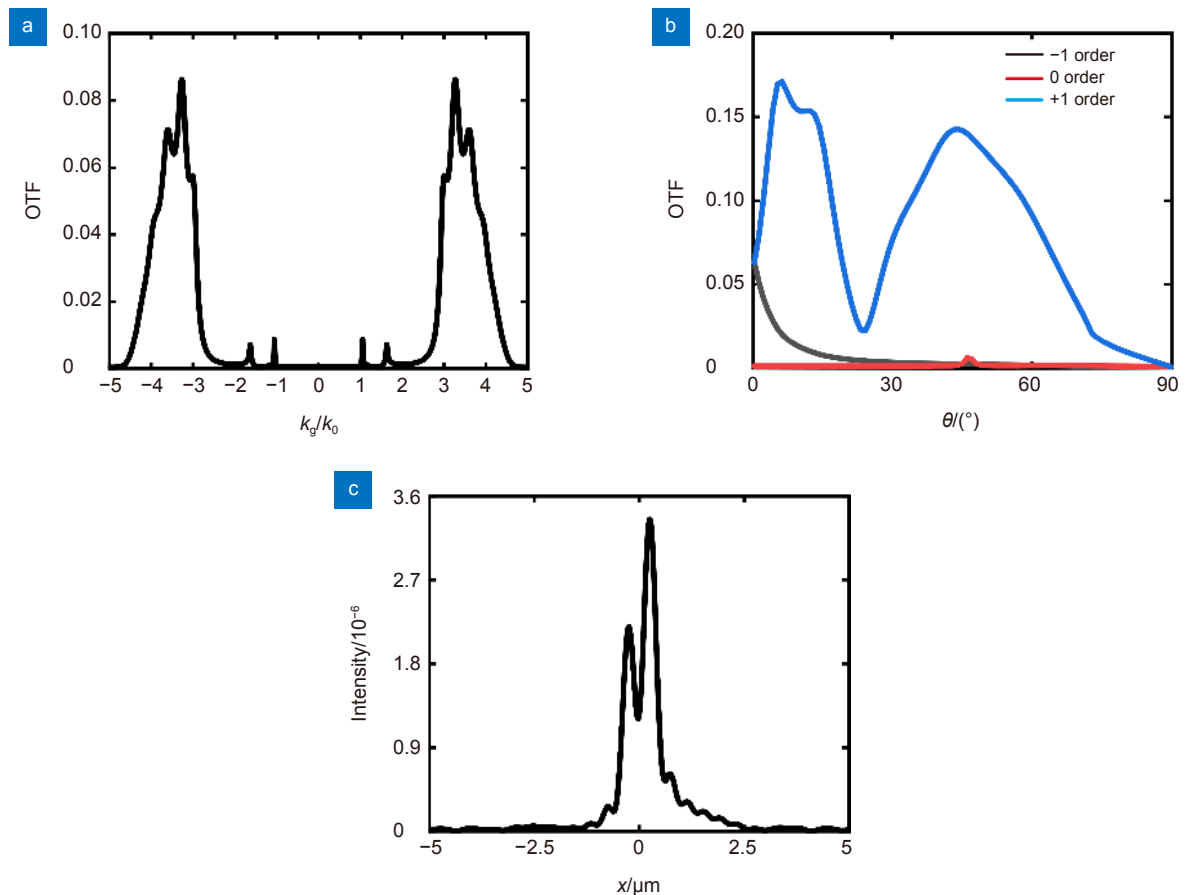 a
0.10
0.08
0.06
0.04
0.02
0
OTF
−5 −4 −3 −2 −1 0 1 2 3 4 5
kg/k0
b
0.20
0.15
0.10
0.05
0
OTF
−1 order
0 order
+1 order
0 30 60 90
θ/(°)
c
3.6
2.7
1.8
0.9
0
Intensity/10−6
−5 −2.5 0 2.5 5
x/μm